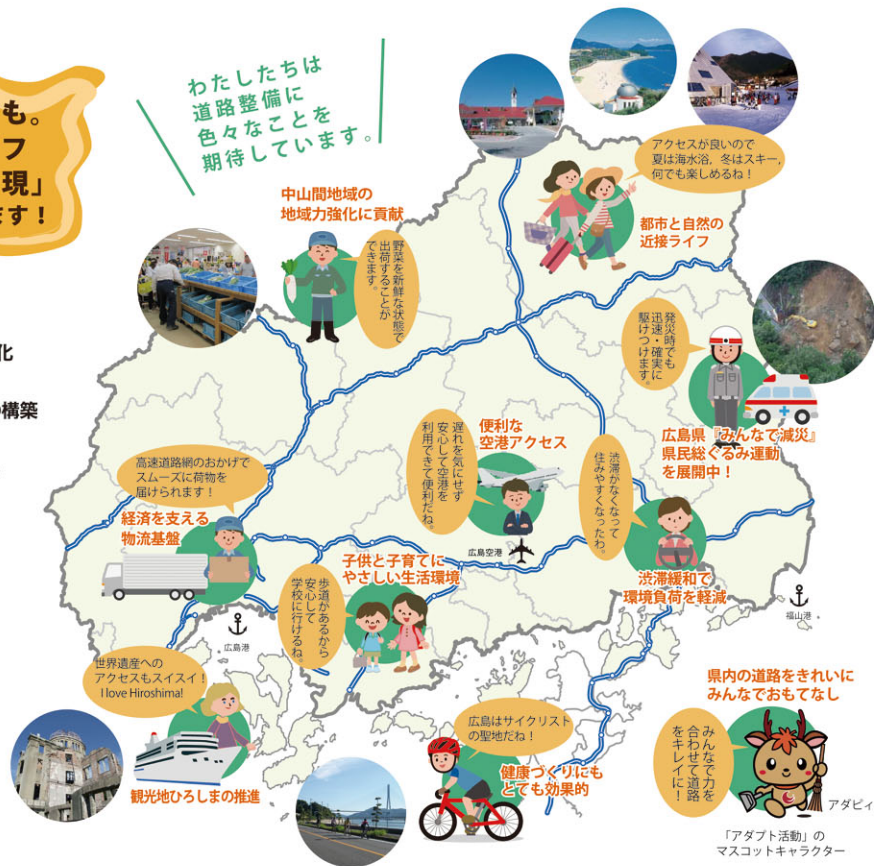 も。
フ
現」
ます！
化
の構築
わたしたちは
道路整備に
色々なことを
期待しています。
アクセスが良いので
夏は海水浴，冬はスキー，
何でも楽しめるね！
都市と自然の
近接ライフ
中山間地域の
地域力強化に貢献
野菜を新鮮な状態で
出荷することが
できます。
発災時でも
迅速・確実に
駆けつけます。
広島県『みんなで減災』
県民総ぐるみ運動
を展開中！
便利な
空港アクセス
遅れを気にせず
安心して空港を
利用できて便利だね。
広島空港
渋滞がなくなって
住みやすくなったわ。
渋滞緩和で
環境負荷を軽減
福山港
高速道路網のおかげで
スムーズに荷物を
届けられます！
経済を支える
物流基盤
広島港
子供と子育てに
やさしい生活環境
歩道があるから
安心して
学校に行けるね。
世界遺産への
アクセスもスイスイ！
I love Hiroshima!
観光地ひろしまの推進
広島はサイクリスト
の聖地だね！
健康づくりにも
とても効果的
県内の道路をきれいに
みんなでおもてなし
みんなで力を
合わせて道路
をキレイに！
アダピィ
「アダプト活動」の
マスコットキャラクター